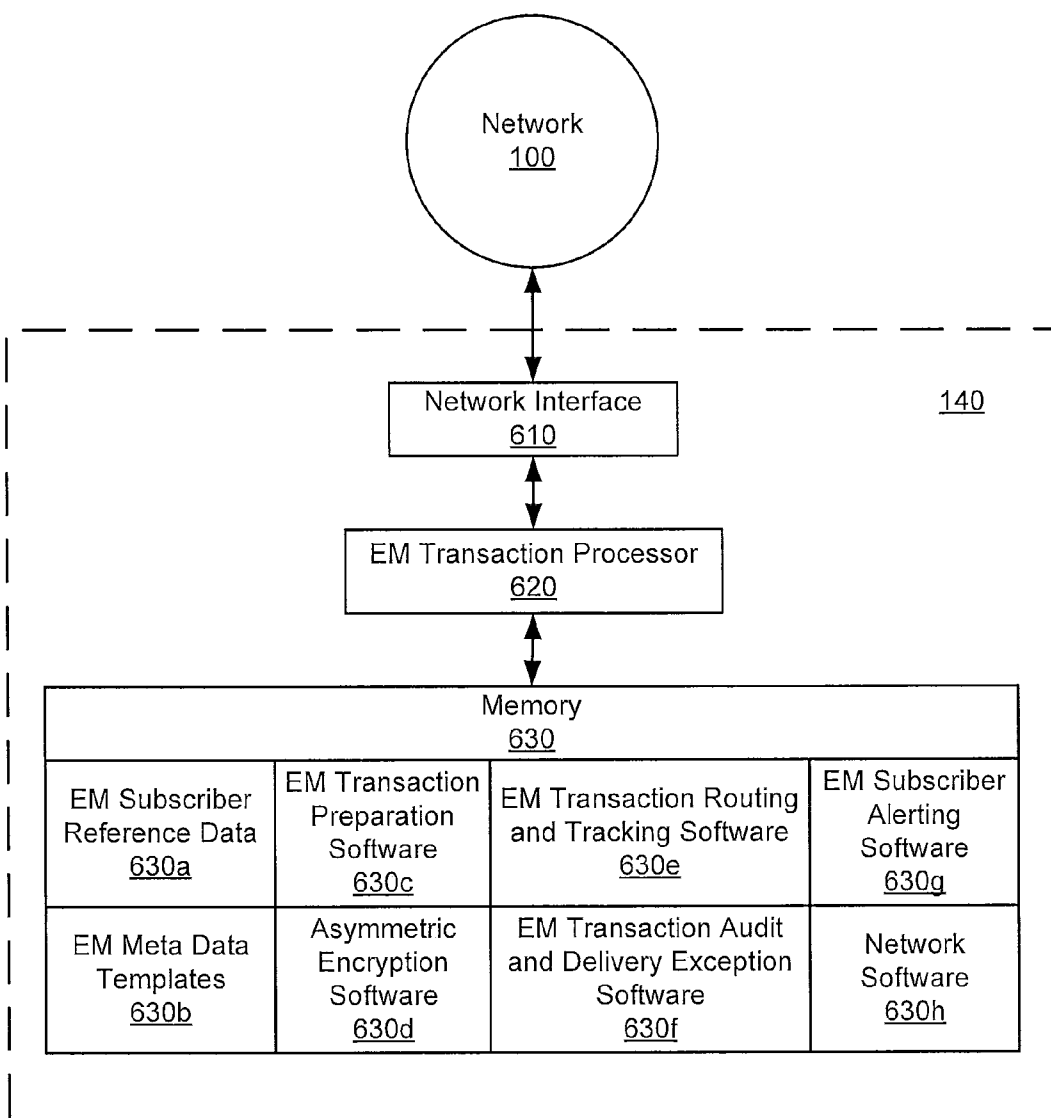 Network
100
Network Interface
610
140
EM Transaction Processor
620
Memory
630
EM Subscriber
Reference Data
630a
EM Transaction
Preparation
Software
630c
EM Transaction Routing
and Tracking Software
630e
EM Subscriber
Alerting
Software
630g
EM Meta Data
Templates
630b
Asymmetric
Encryption
Software
630d
EM Transaction Audit
and Delivery Exception
Software
630f
Network
Software
630h